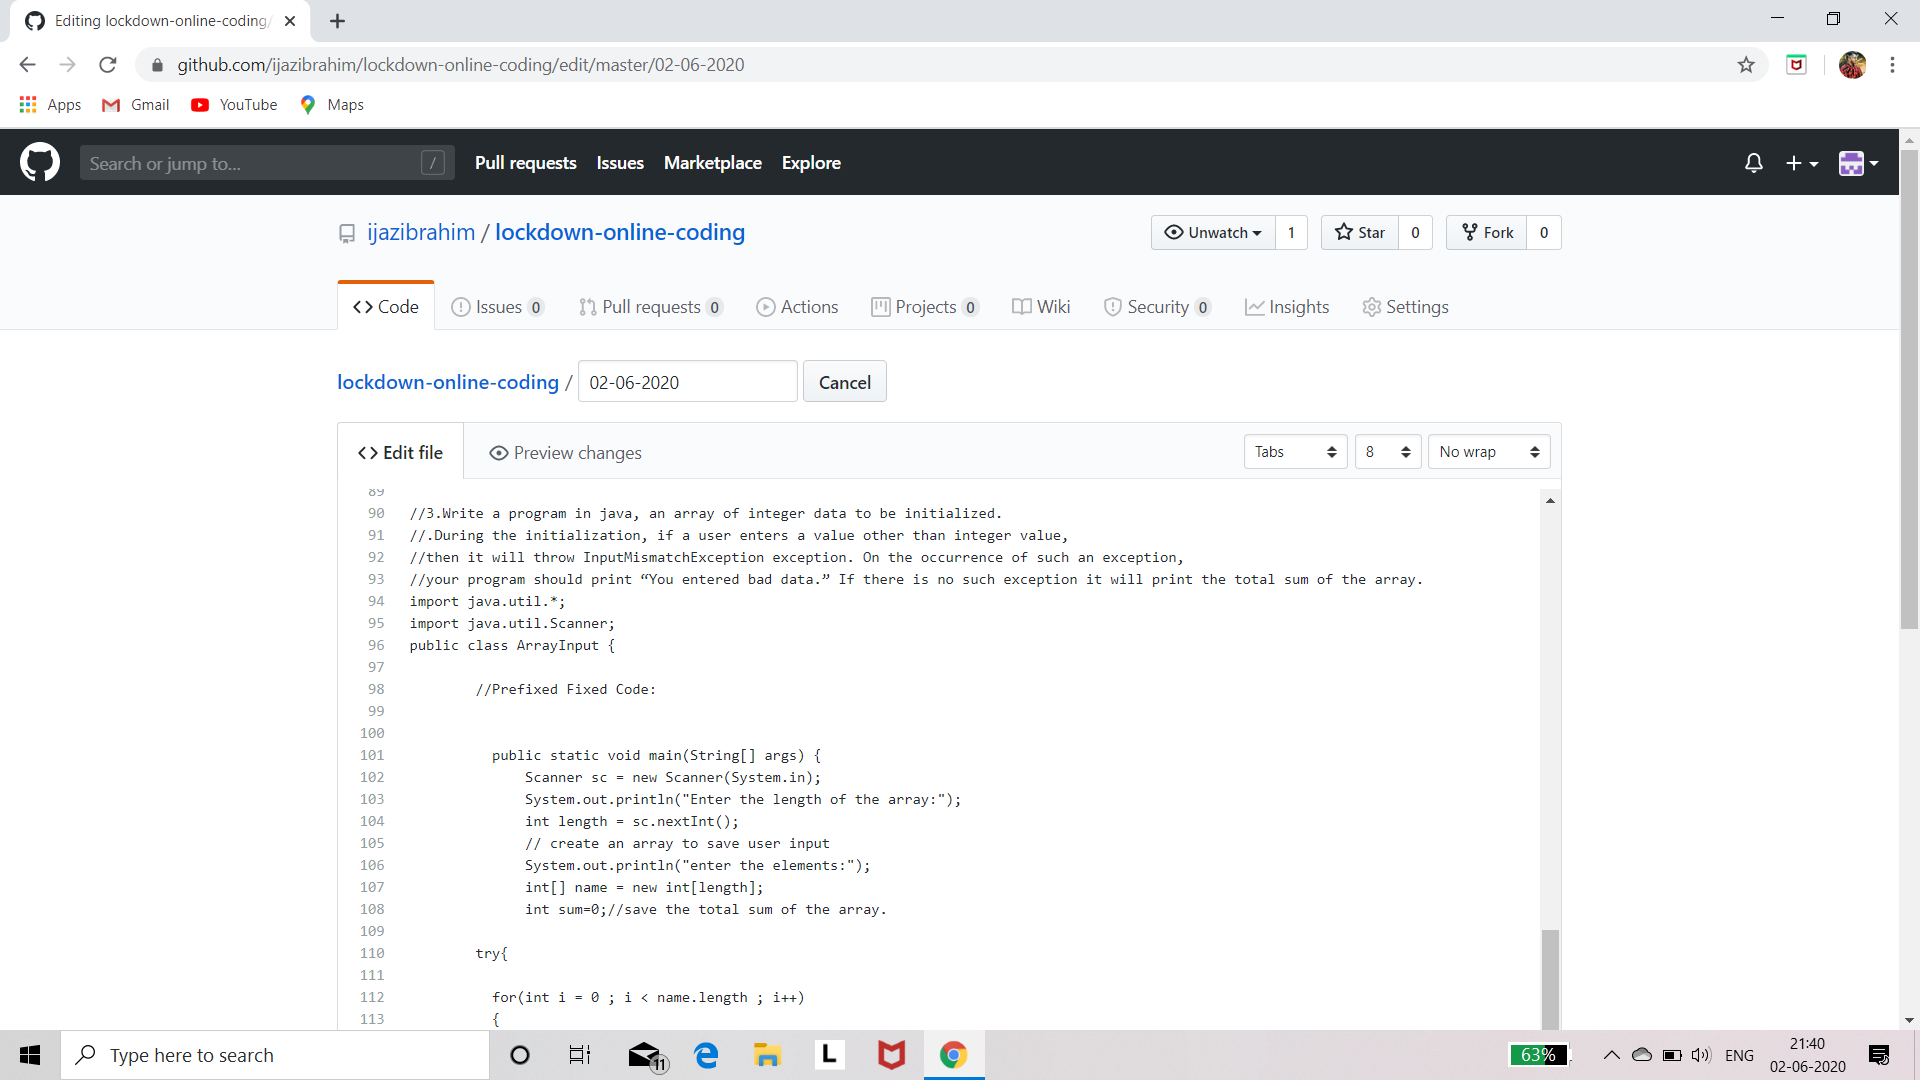 Editing lockdown-online-coding/
github.com/ijazibrahim/lockdown-online-coding/edit/master/02-06-2020
Apps Gmail YouTube Maps
Search or jump to... /
Pull requests Issues Marketplace Explore
ijazibrahim / lockdown-online-coding
Unwatch 1 Star 0 Fork 0
Code Issues 0 Pull requests 0 Actions Projects 0 Wiki Security 0 Insights Settings
lockdown-online-coding / 02-06-2020 Cancel
Edit file Preview changes Tabs 8 No wrap
89
90 //3.Write a program in java, an array of integer data to be initialized.
91 //.During the initialization, if a user enters a value other than integer value,
92 //then it will throw InputMismatchException exception. On the occurrence of such an exception,
93 //your program should print “You entered bad data.” If there is no such exception it will print the total sum of the array.
94 import java.util.*;
95 import java.util.Scanner;
96 public class ArrayInput {
97
98 //Prefixed Fixed Code:
99
100
101 public static void main(String[] args) {
102 Scanner sc = new Scanner(System.in);
103 System.out.println("Enter the length of the array:");
104 int length = sc.nextInt();
105 // create an array to save user input
106 System.out.println("enter the elements:");
107 int[] name = new int[length];
108 int sum=0;//save the total sum of the array.
109
110 try{
111
112 for(int i = 0 ; i < name.length ; i++)
113 {
Type here to search
11
L
63%
ENG
21:40
02-06-2020